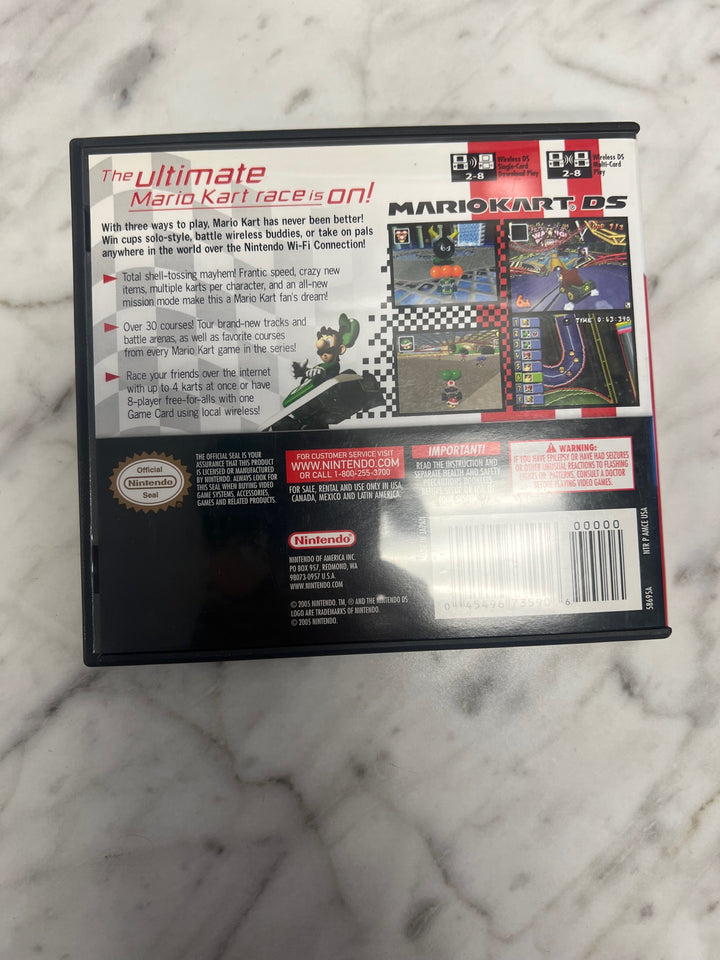 The ultimate
Mario Kart race is on!
With three ways to play, Mario Kart has never been better!
Win cups solo-style, battle wireless buddies, or take on pals
anywhere in the world over the Nintendo Wi-Fi Connection!
Total shell-tossing mayhem! Frantic speed, crazy new
items, multiple karts per character, and an all-new
mission mode make this a Mario Kart fan's dream!
Over 30 courses! Tour brand-new tracks and
battle arenas, as well as favorite courses
from every Mario Kart game in the series!
Race your friends over the internet
with up to 4 karts at once or have
8-player free-for-alls with one
Game Card using local wireless!
2-8
Wireless DS
Single-Card
Download Play
2-8
Wireless DS
Multi-Card
Play
MARIOKART DS
TIME 0:43:390
Official
Nintendo
Seal
THE OFFICIAL SEAL IS YOUR
ASSURANCE THAT THIS PRODUCT
IS LICENSED OR MANUFACTURED
BY NINTENDO. ALWAYS LOOK FOR
THIS SEAL WHEN BUYING VIDEO
GAME SYSTEMS, ACCESSORIES,
GAMES AND RELATED PRODUCTS.
FOR CUSTOMER SERVICE VISIT
WWW.NINTENDO.COM
OR CALL 1-800-255-3700
FOR SALE, RENTAL AND USE ONLY IN USA,
CANADA, MEXICO AND LATIN AMERICA.
IMPORTANT!
READ THE INSTRUCTION AND
SEPARATE HEALTH AND SAFETY
WARNING:
IF YOU HAVE EPILEPSY OR HAVE HAD SEIZURES
OR OTHER UNUSUAL REACTIONS TO FLASHING
LIGHTS OR PATTERNS, CONSULT A DOCTOR
BEFORE PLAYING VIDEO GAMES.
Nintendo
NINTENDO OF AMERICA INC.
PO BOX 957, REDMOND, WA
98073-0957 U.S.A.
WWW.NINTENDO.COM
© 2005 NINTENDO. TM, ® AND THE NINTENDO DS
LOGO ARE TRADEMARKS OF NINTENDO.
© 2005 NINTENDO.
JAPAN
00000
0 45496 73590 6
58695A
NTR P AMCE USA